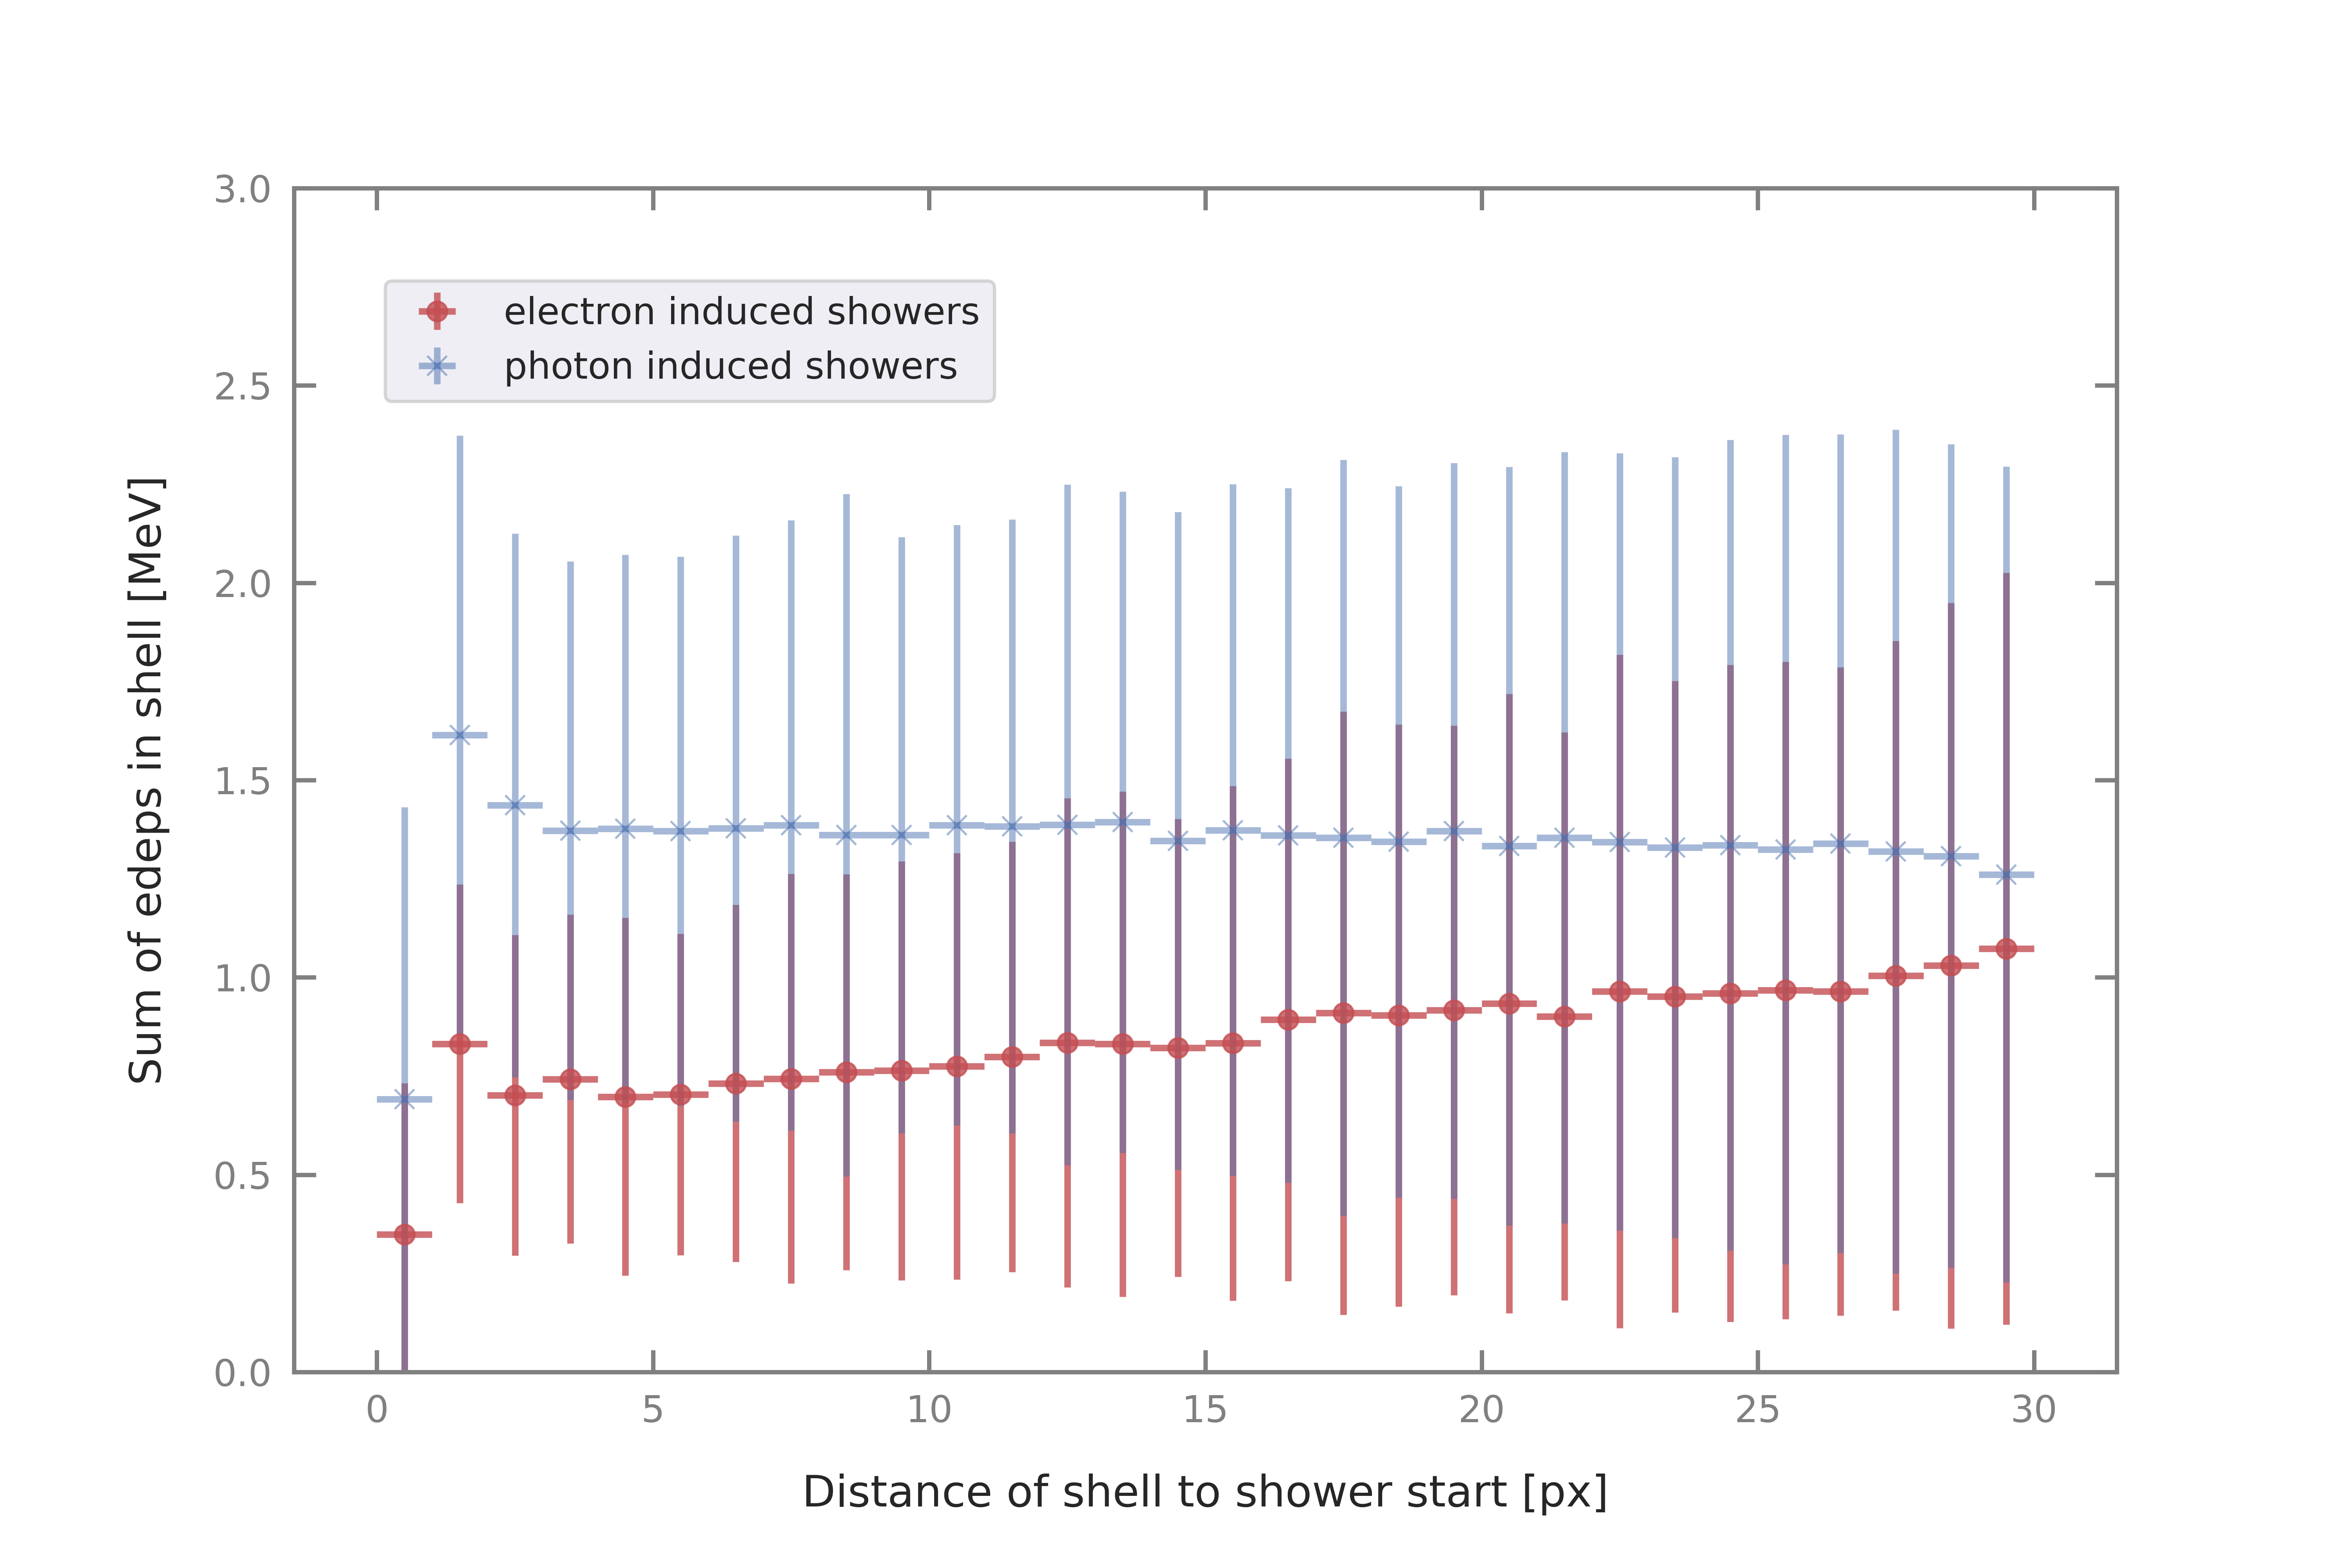 3.0
2.5
2.0
1.5
1.0
0.5
0.0
Sum of edeps in shell [MeV]
electron induced showers
photon induced showers
0 5 10 15 20 25 30
Distance of shell to shower start [px]